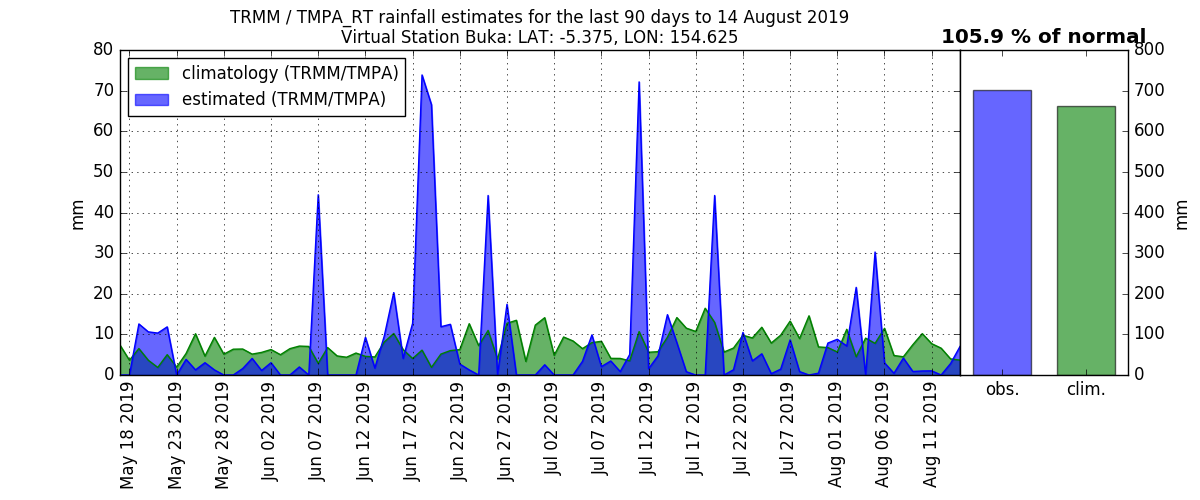 TRMM / TMPA_RT rainfall estimates for the last 90 days to 14 August 2019
Virtual Station Buka: LAT: -5.375, LON: 154.625
105.9 % of normal
climatology (TRMM/TMPA)
estimated (TRMM/TMPA)
80
70
60
50
40
30
20
10
0
mm
800
700
600
500
400
300
200
100
0
mm
May 18 2019
May 23 2019
May 28 2019
Jun 02 2019
Jun 07 2019
Jun 12 2019
Jun 17 2019
Jun 22 2019
Jun 27 2019
Jul 02 2019
Jul 07 2019
Jul 12 2019
Jul 17 2019
Jul 22 2019
Jul 27 2019
Aug 01 2019
Aug 06 2019
Aug 11 2019
obs.
clim.